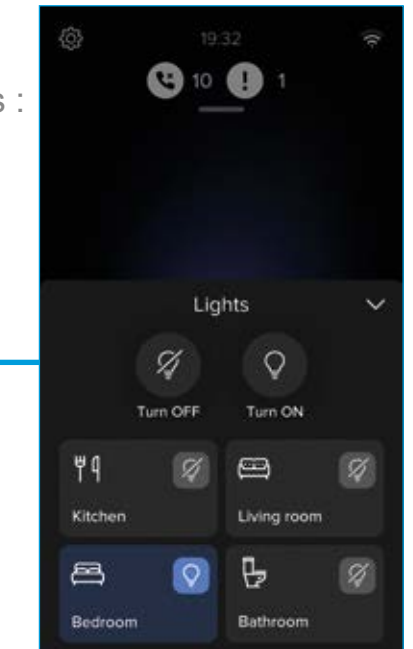 s :
19:32
10 ! 1
Lights
Turn OFF Turn ON
Kitchen Living room
Bedroom Bathroom